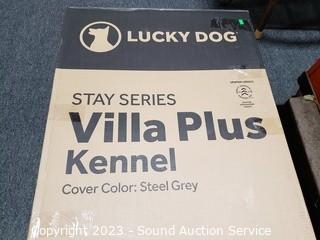 LUCKY DOG
STAY SERIES
Villa Plus
Kennel
Cover Color: Steel Grey
Copyright 2023 - Sound Auction Service